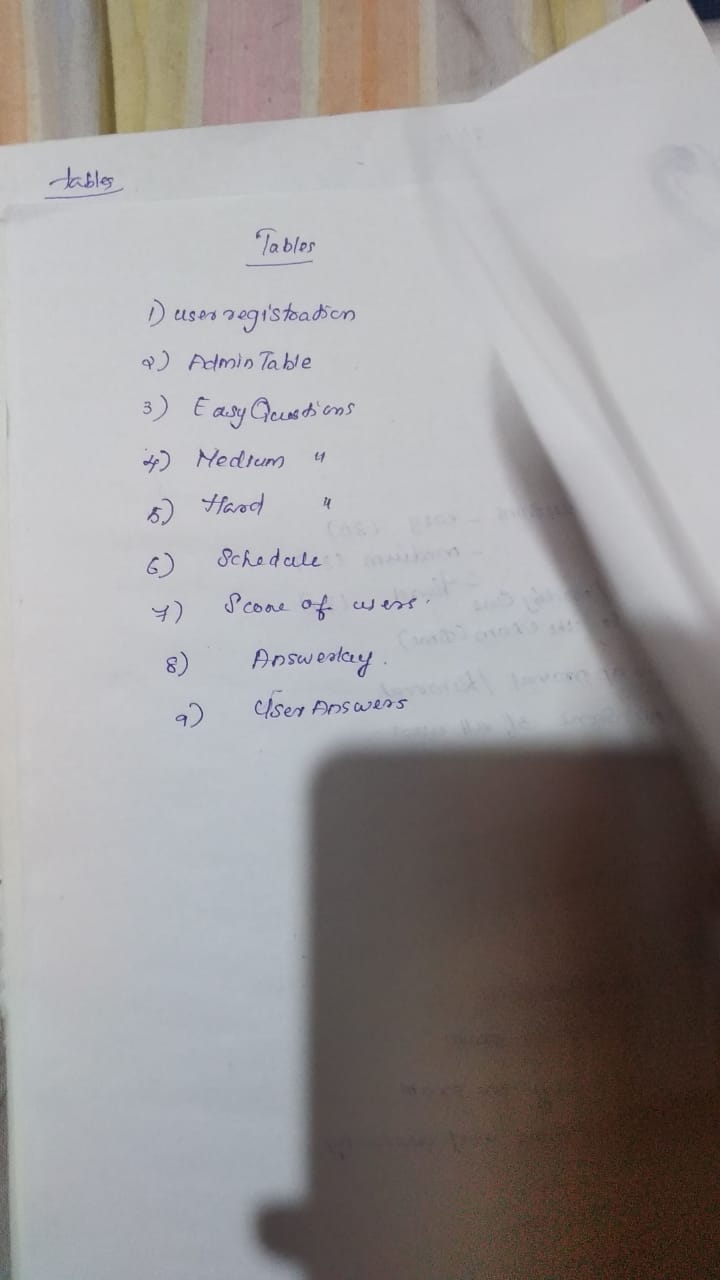 tables
Tables
1) user registration
2) Admin Table
3) Easy Questions
4) Medium "
5) Hard "
6) Schedule
7) Score of users.
8) Answerkey.
9) User Answers